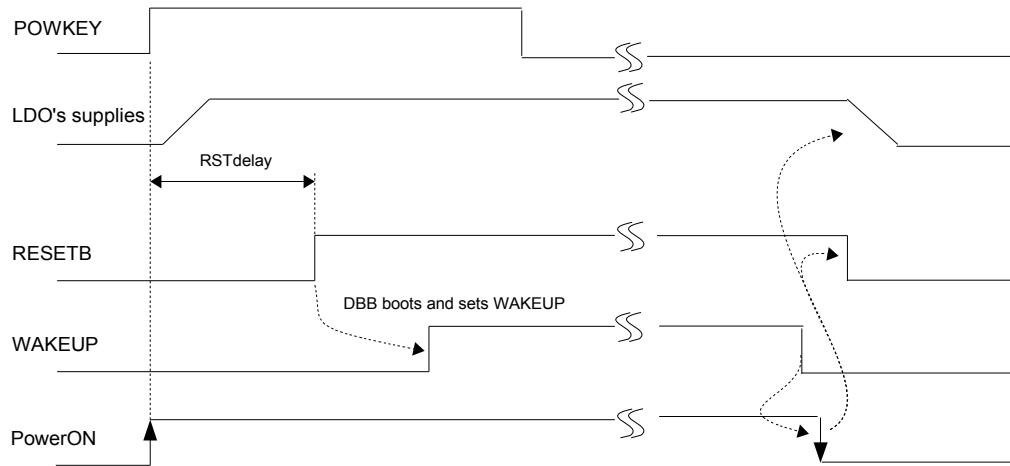 POWKEY
LDO's supplies
RSTdelay
RESETB
DBB boots and sets WAKEUP
WAKEUP
PowerON